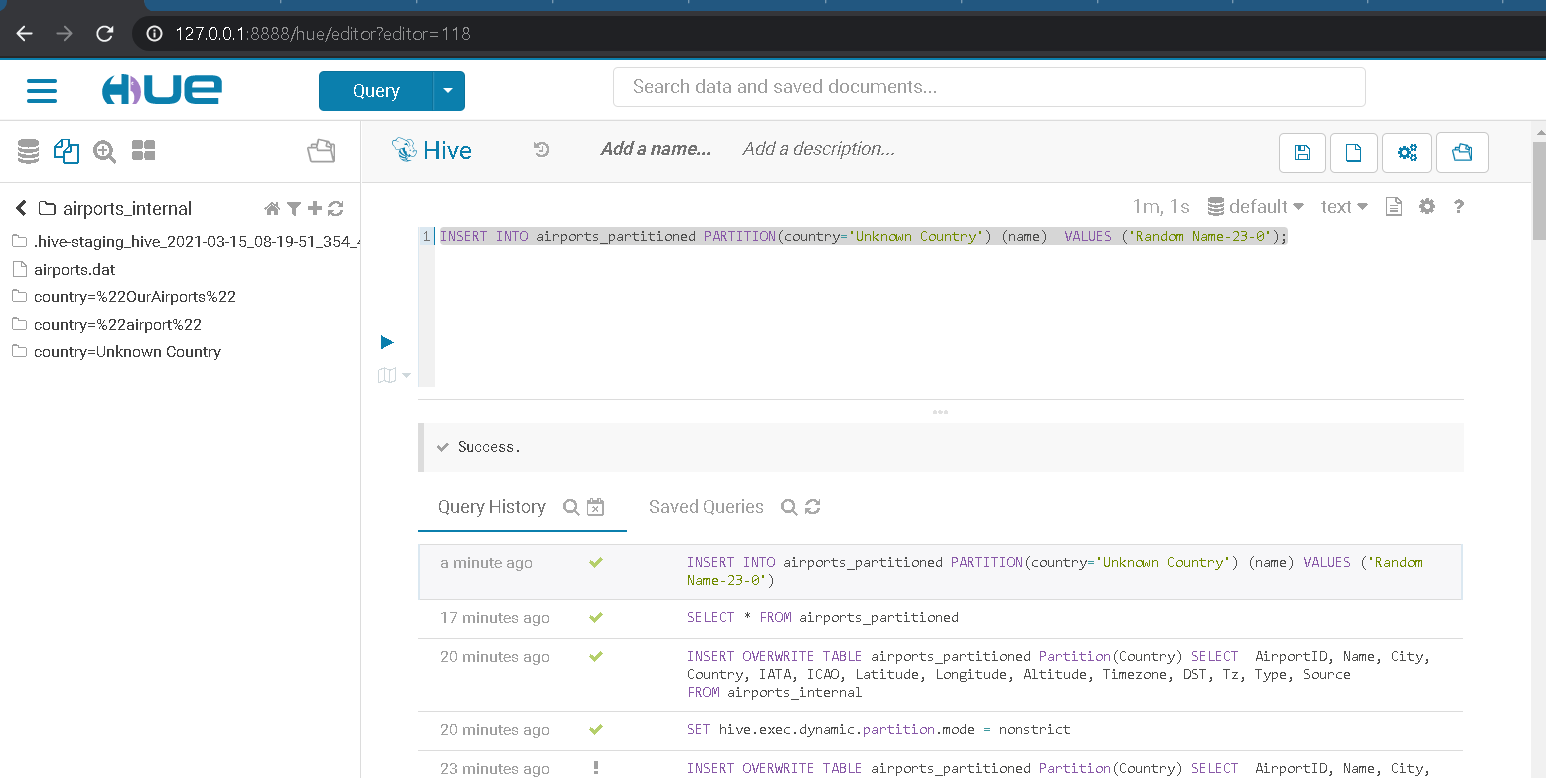 127.0.0.1:8888/hue/editor?editor=118
HUE
Query
Search data and saved documents...
Hive
Add a name...
Add a description...
airports_internal
.hive-staging_hive_2021-03-15_08-19-51_354_4
airports.dat
country=%22OurAirports%22
country=%22airport%22
country=Unknown Country
1m, 1s
default
text
?
1
INSERT INTO airports_partitioned PARTITION(country='Unknown Country') (name)  VALUES ('Random Name-23-0');
Success.
Query History
Saved Queries
a minute ago
INSERT INTO airports_partitioned PARTITION(country='Unknown Country') (name) VALUES ('Random
Name-23-0')
17 minutes ago
SELECT * FROM airports_partitioned
20 minutes ago
INSERT OVERWRITE TABLE airports_partitioned Partition(Country) SELECT  AirportID, Name, City,
Country, IATA, ICAO, Latitude, Longitude, Altitude, Timezone, DST, Tz, Type, Source
FROM airports_internal
20 minutes ago
SET hive.exec.dynamic.partition.mode = nonstrict
23 minutes ago
!
INSERT OVERWRITE TABLE airports_partitioned Partition(Country) SELECT  AirportID, Name, City,